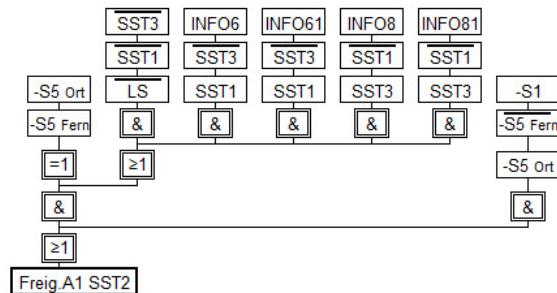 SST3 INFO6 INFO61 INFO8 INFO81
SST1 SST3 SST3 SST1 SST1
-S5 Ort LS SST1 SST1 SST3 SST3 -S1
-S5 Fern & & & & & -S5 Fern
=1 ≥1 -S5 Ort
& &
≥1
Freig.A1 SST2